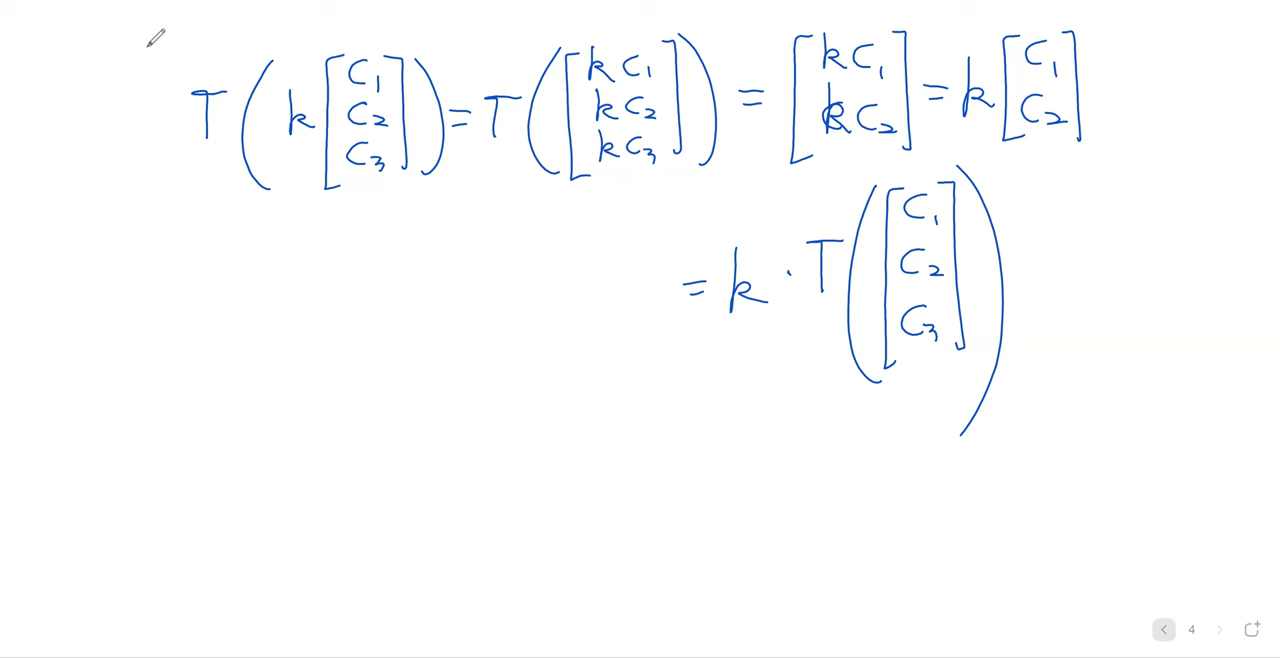 T(k[C1 C2 C3]) = T([kC1 kC2 kC3]) = [kC1 kC2] = k[C1 C2]
= k · T([C1 C2 C3])
4